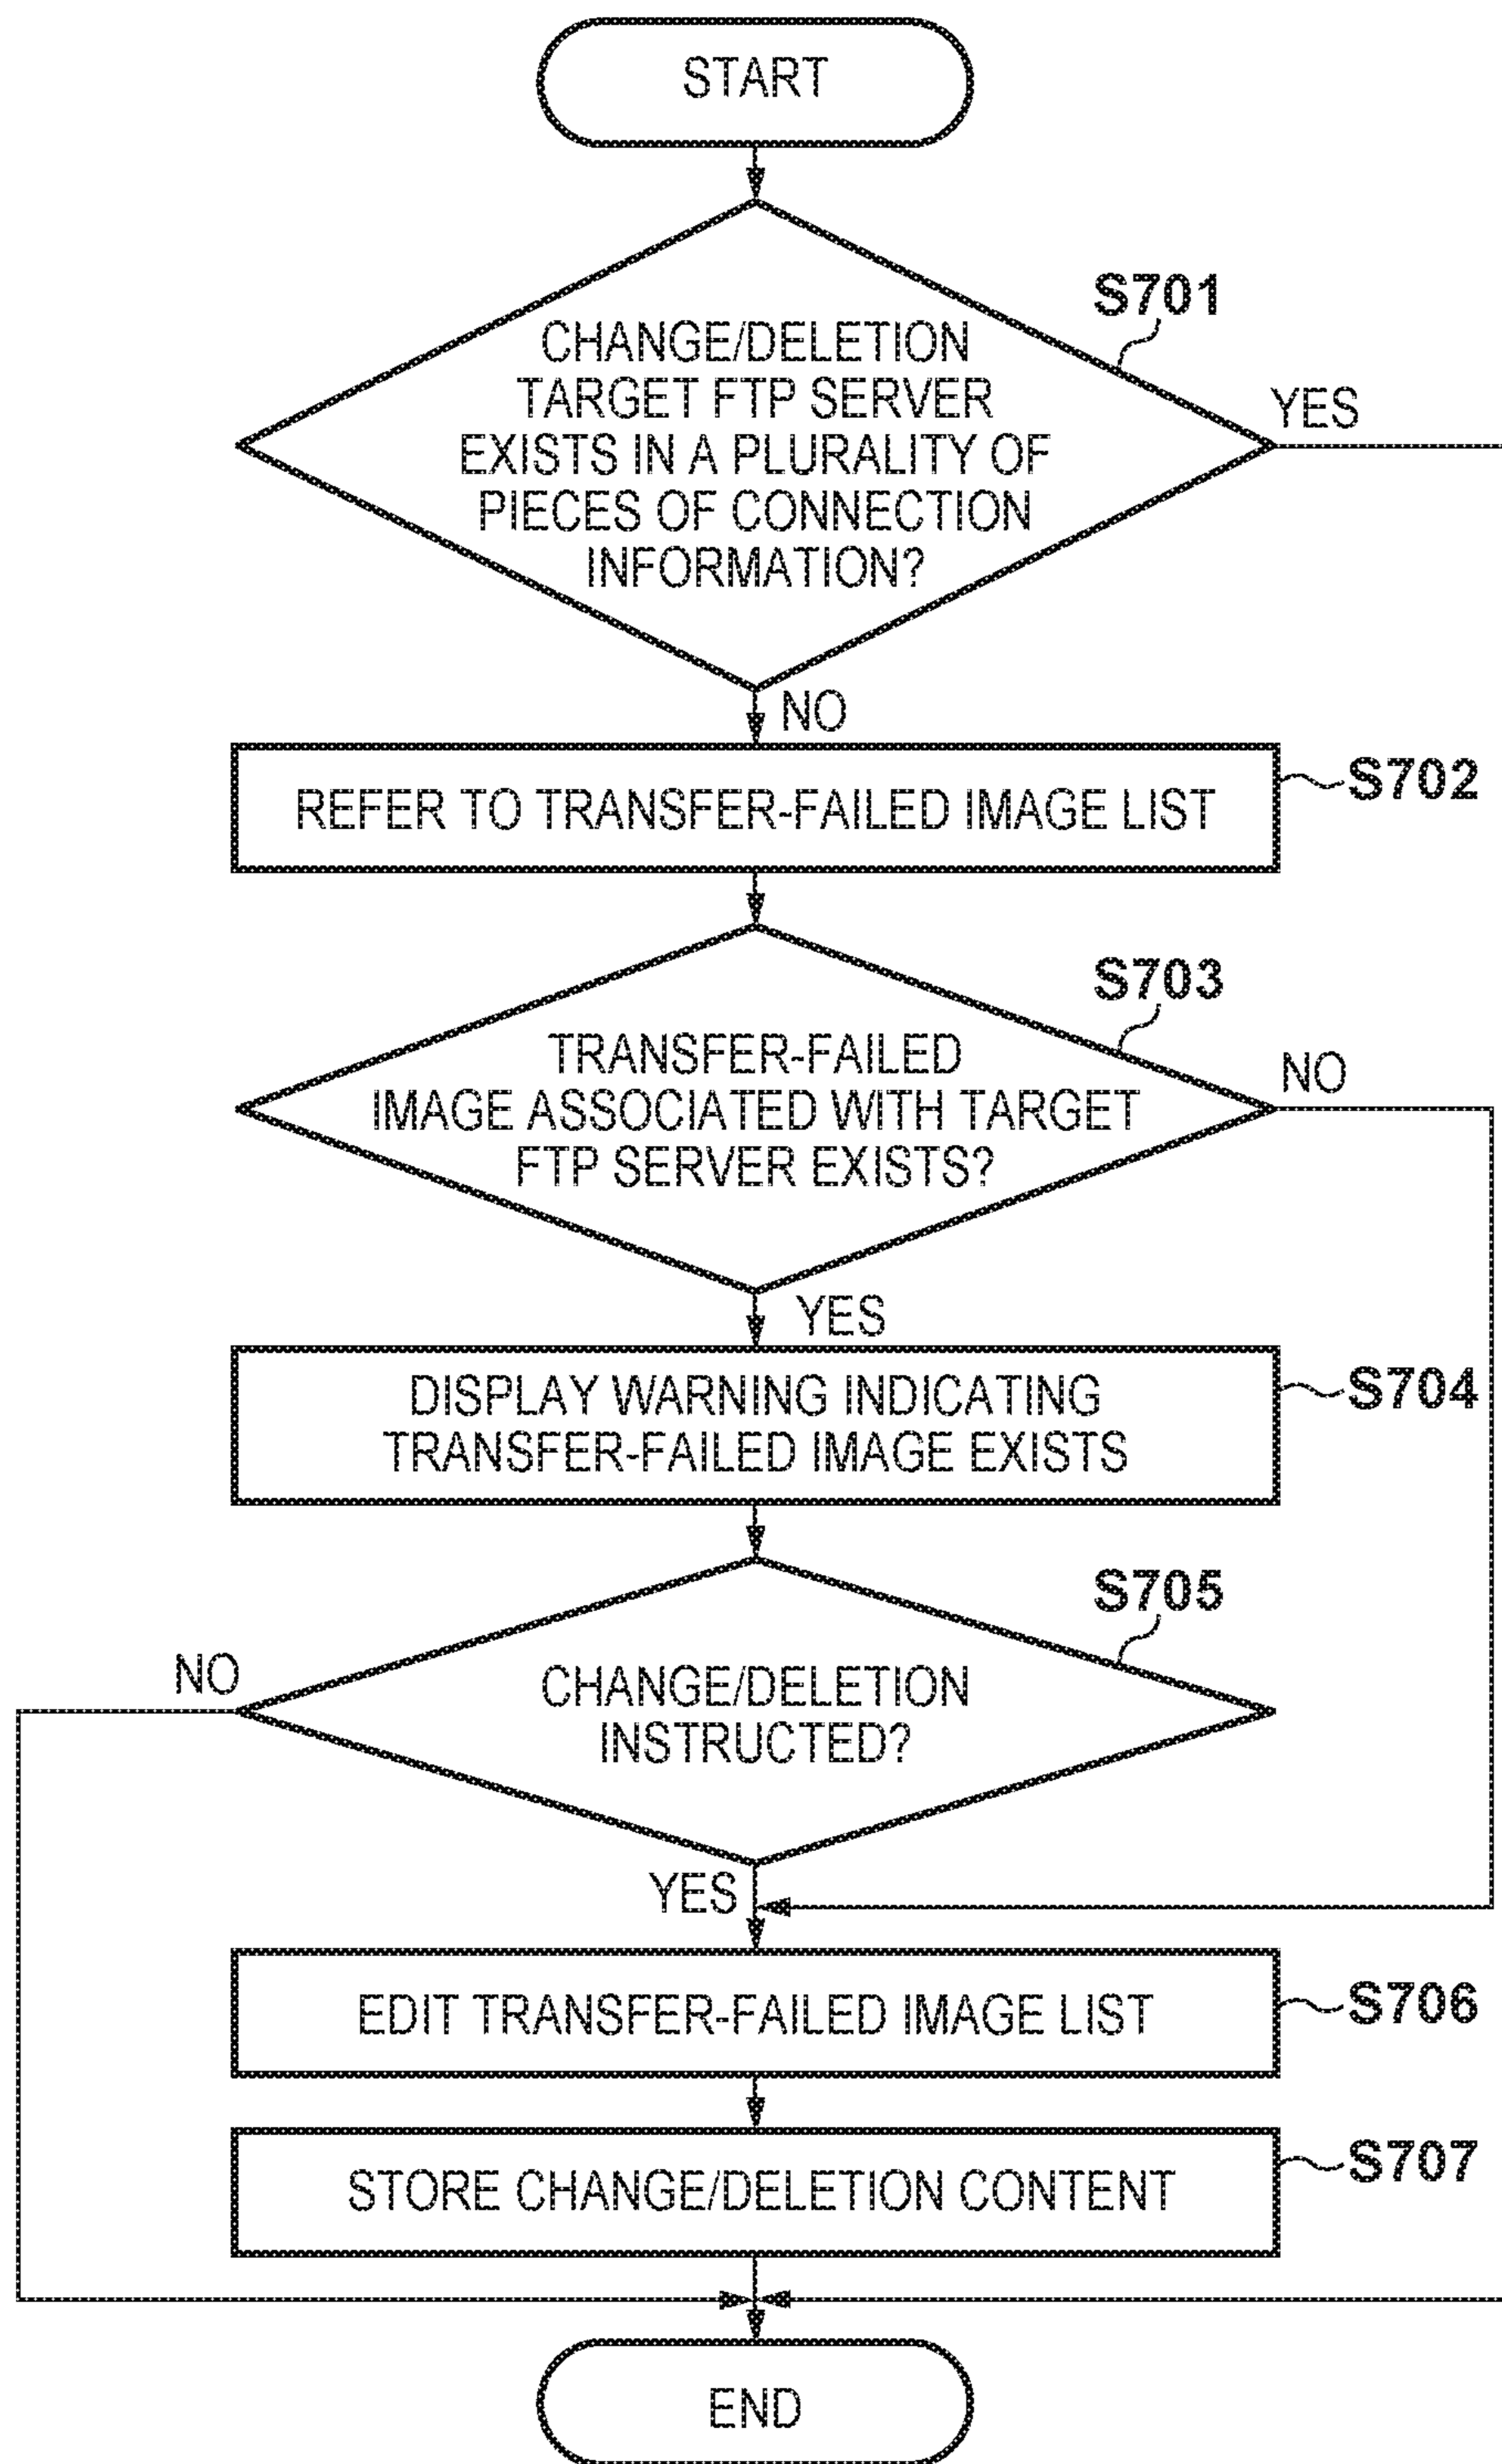 START
S701
CHANGE/DELETION
TARGET FTP SERVER
EXISTS IN A PLURALITY OF
PIECES OF CONNECTION
INFORMATION?
YES
NO
REFER TO TRANSFER-FAILED IMAGE LIST
S702
S703
TRANSFER-FAILED
IMAGE ASSOCIATED WITH TARGET
FTP SERVER EXISTS?
NO
YES
DISPLAY WARNING INDICATING
TRANSFER-FAILED IMAGE EXISTS
S704
S705
NO
CHANGE/DELETION
INSTRUCTED?
YES
EDIT TRANSFER-FAILED IMAGE LIST
S706
STORE CHANGE/DELETION CONTENT
S707
END